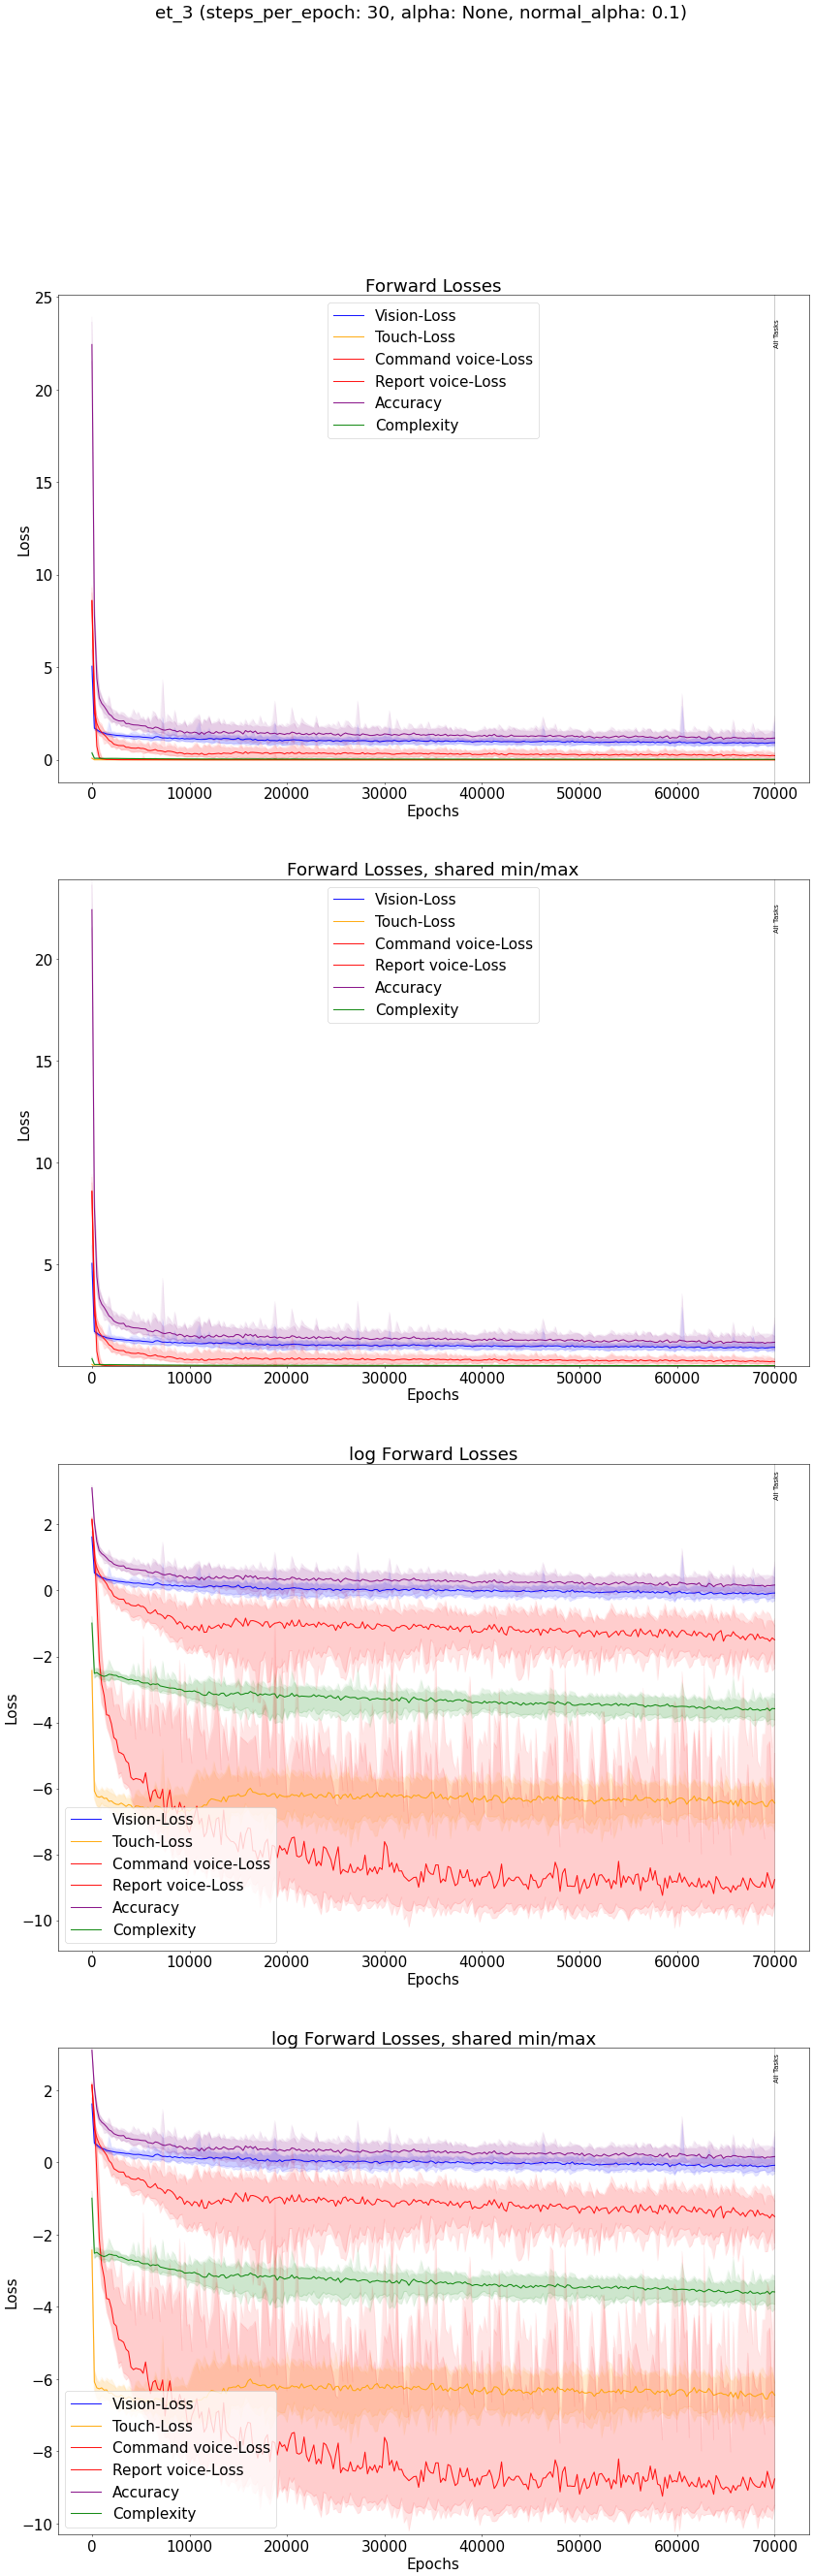 et_3 (steps_per_epoch: 30, alpha: None, normal_alpha: 0.1)
Forward Losses
25
20
15
10
5
0
Loss
Vision-Loss
Touch-Loss
Command voice-Loss
Report voice-Loss
Accuracy
Complexity
All Tasks
0 10000 20000 30000 40000 50000 60000 70000
Epochs
Forward Losses, shared min/max
20
15
10
5
Loss
Vision-Loss
Touch-Loss
Command voice-Loss
Report voice-Loss
Accuracy
Complexity
All Tasks
0 10000 20000 30000 40000 50000 60000 70000
Epochs
log Forward Losses
2
0
−2
−4
−6
−8
−10
Loss
Vision-Loss
Touch-Loss
Command voice-Loss
Report voice-Loss
Accuracy
Complexity
All Tasks
0 10000 20000 30000 40000 50000 60000 70000
Epochs
log Forward Losses, shared min/max
2
0
−2
−4
−6
−8
−10
Loss
Vision-Loss
Touch-Loss
Command voice-Loss
Report voice-Loss
Accuracy
Complexity
All Tasks
0 10000 20000 30000 40000 50000 60000 70000
Epochs